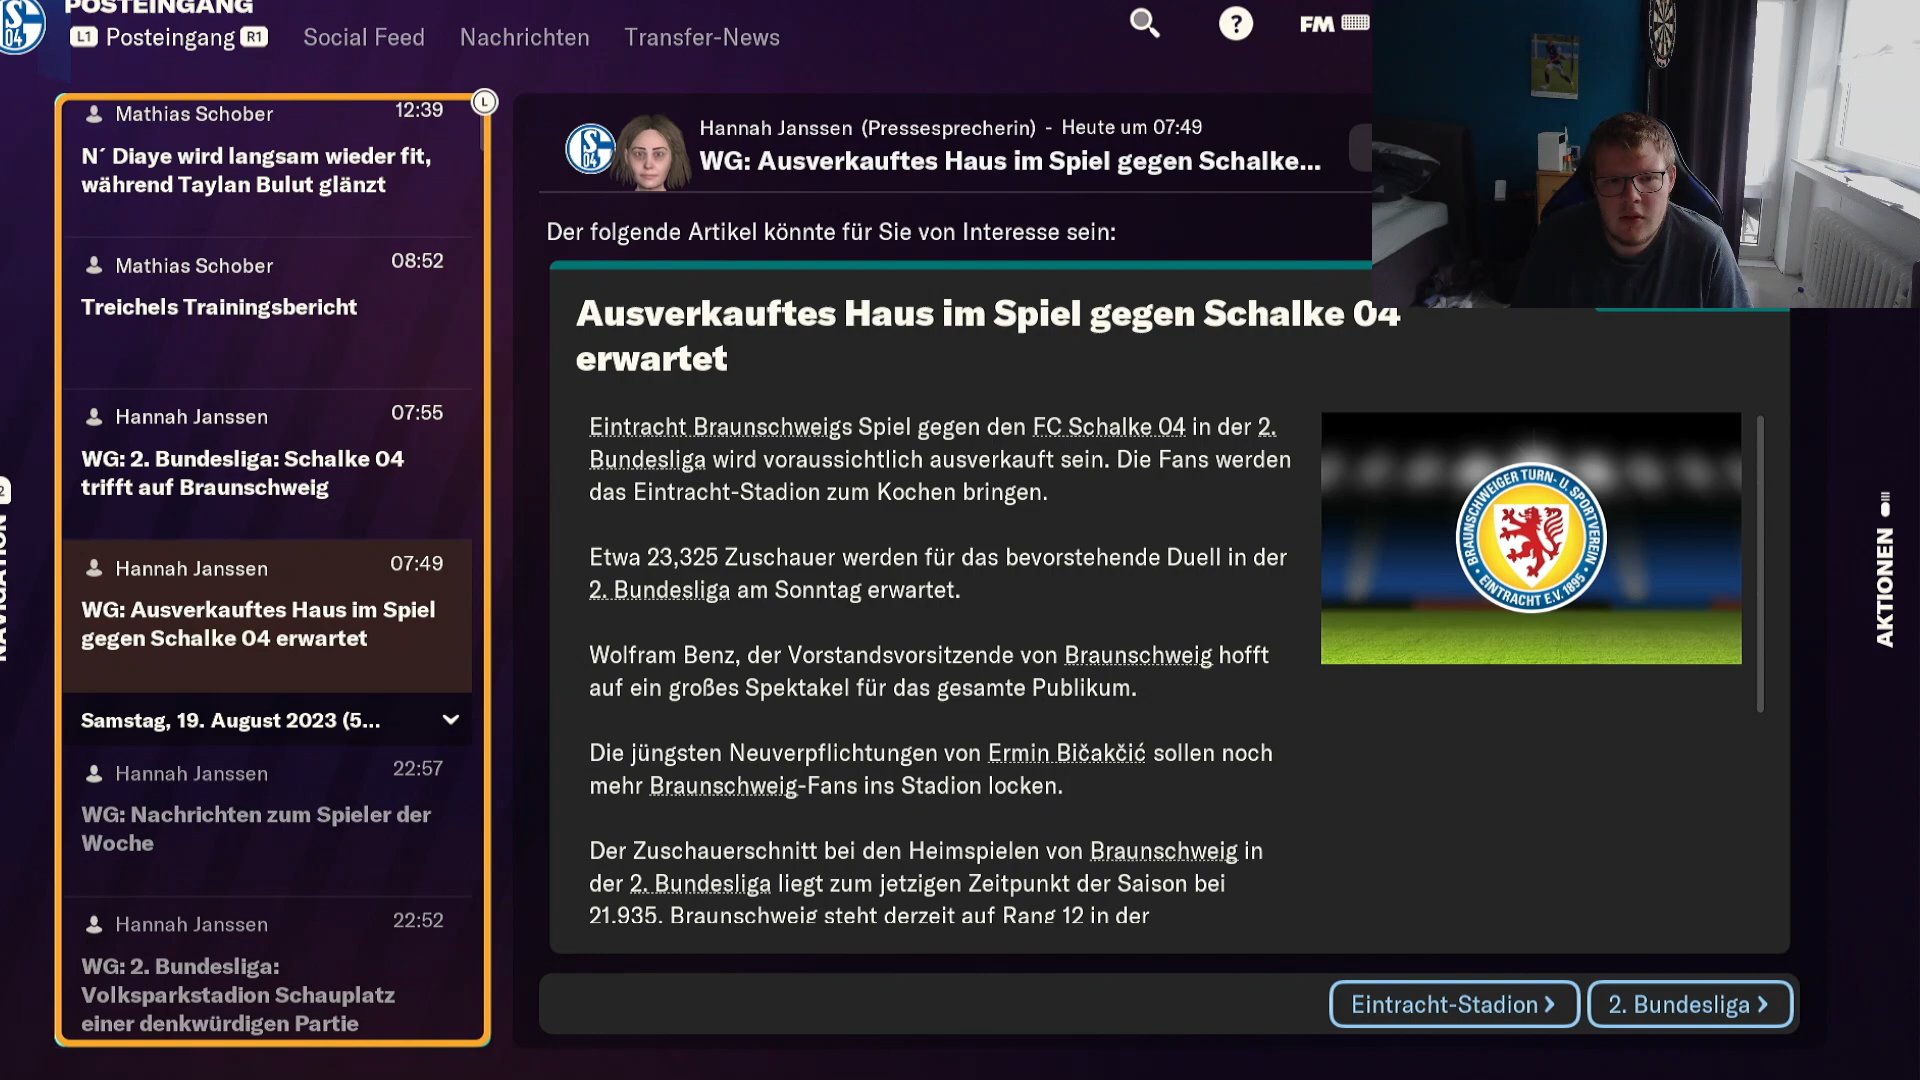 POSTEINGANG
L1 Posteingang R1 Social Feed Nachrichten Transfer-News
? FM
L
Mathias Schober 12:39
N´ Diaye wird langsam wieder fit,
während Taylan Bulut glänzt
Mathias Schober 08:52
Treichels Trainingsbericht
Hannah Janssen 07:55
WG: 2. Bundesliga: Schalke 04
trifft auf Braunschweig
Hannah Janssen 07:49
WG: Ausverkauftes Haus im Spiel
gegen Schalke 04 erwartet
Samstag, 19. August 2023 (5...
Hannah Janssen 22:57
WG: Nachrichten zum Spieler der
Woche
Hannah Janssen 22:52
WG: 2. Bundesliga:
Volksparkstadion Schauplatz
einer denkwürdigen Partie
Hannah Janssen (Pressesprecherin) - Heute um 07:49
WG: Ausverkauftes Haus im Spiel gegen Schalke...
Der folgende Artikel könnte für Sie von Interesse sein:
Ausverkauftes Haus im Spiel gegen Schalke 04
erwartet
Eintracht Braunschweigs Spiel gegen den FC Schalke 04 in der 2.
Bundesliga wird voraussichtlich ausverkauft sein. Die Fans werden
das Eintracht-Stadion zum Kochen bringen.
Etwa 23,325 Zuschauer werden für das bevorstehende Duell in der
2. Bundesliga am Sonntag erwartet.
Wolfram Benz, der Vorstandsvorsitzende von Braunschweig hofft
auf ein großes Spektakel für das gesamte Publikum.
Die jüngsten Neuverpflichtungen von Ermin Bičakčić sollen noch
mehr Braunschweig-Fans ins Stadion locken.
Der Zuschauerschnitt bei den Heimspielen von Braunschweig in
der 2. Bundesliga liegt zum jetzigen Zeitpunkt der Saison bei
21.935. Braunschweig steht derzeit auf Rang 12 in der
BRAUNSCHWEIGER TURN- U. SPORTVEREIN
EINTRACHT E.V. 1895
Eintracht-Stadion 2. Bundesliga
NAVIGATION
AKTIONEN